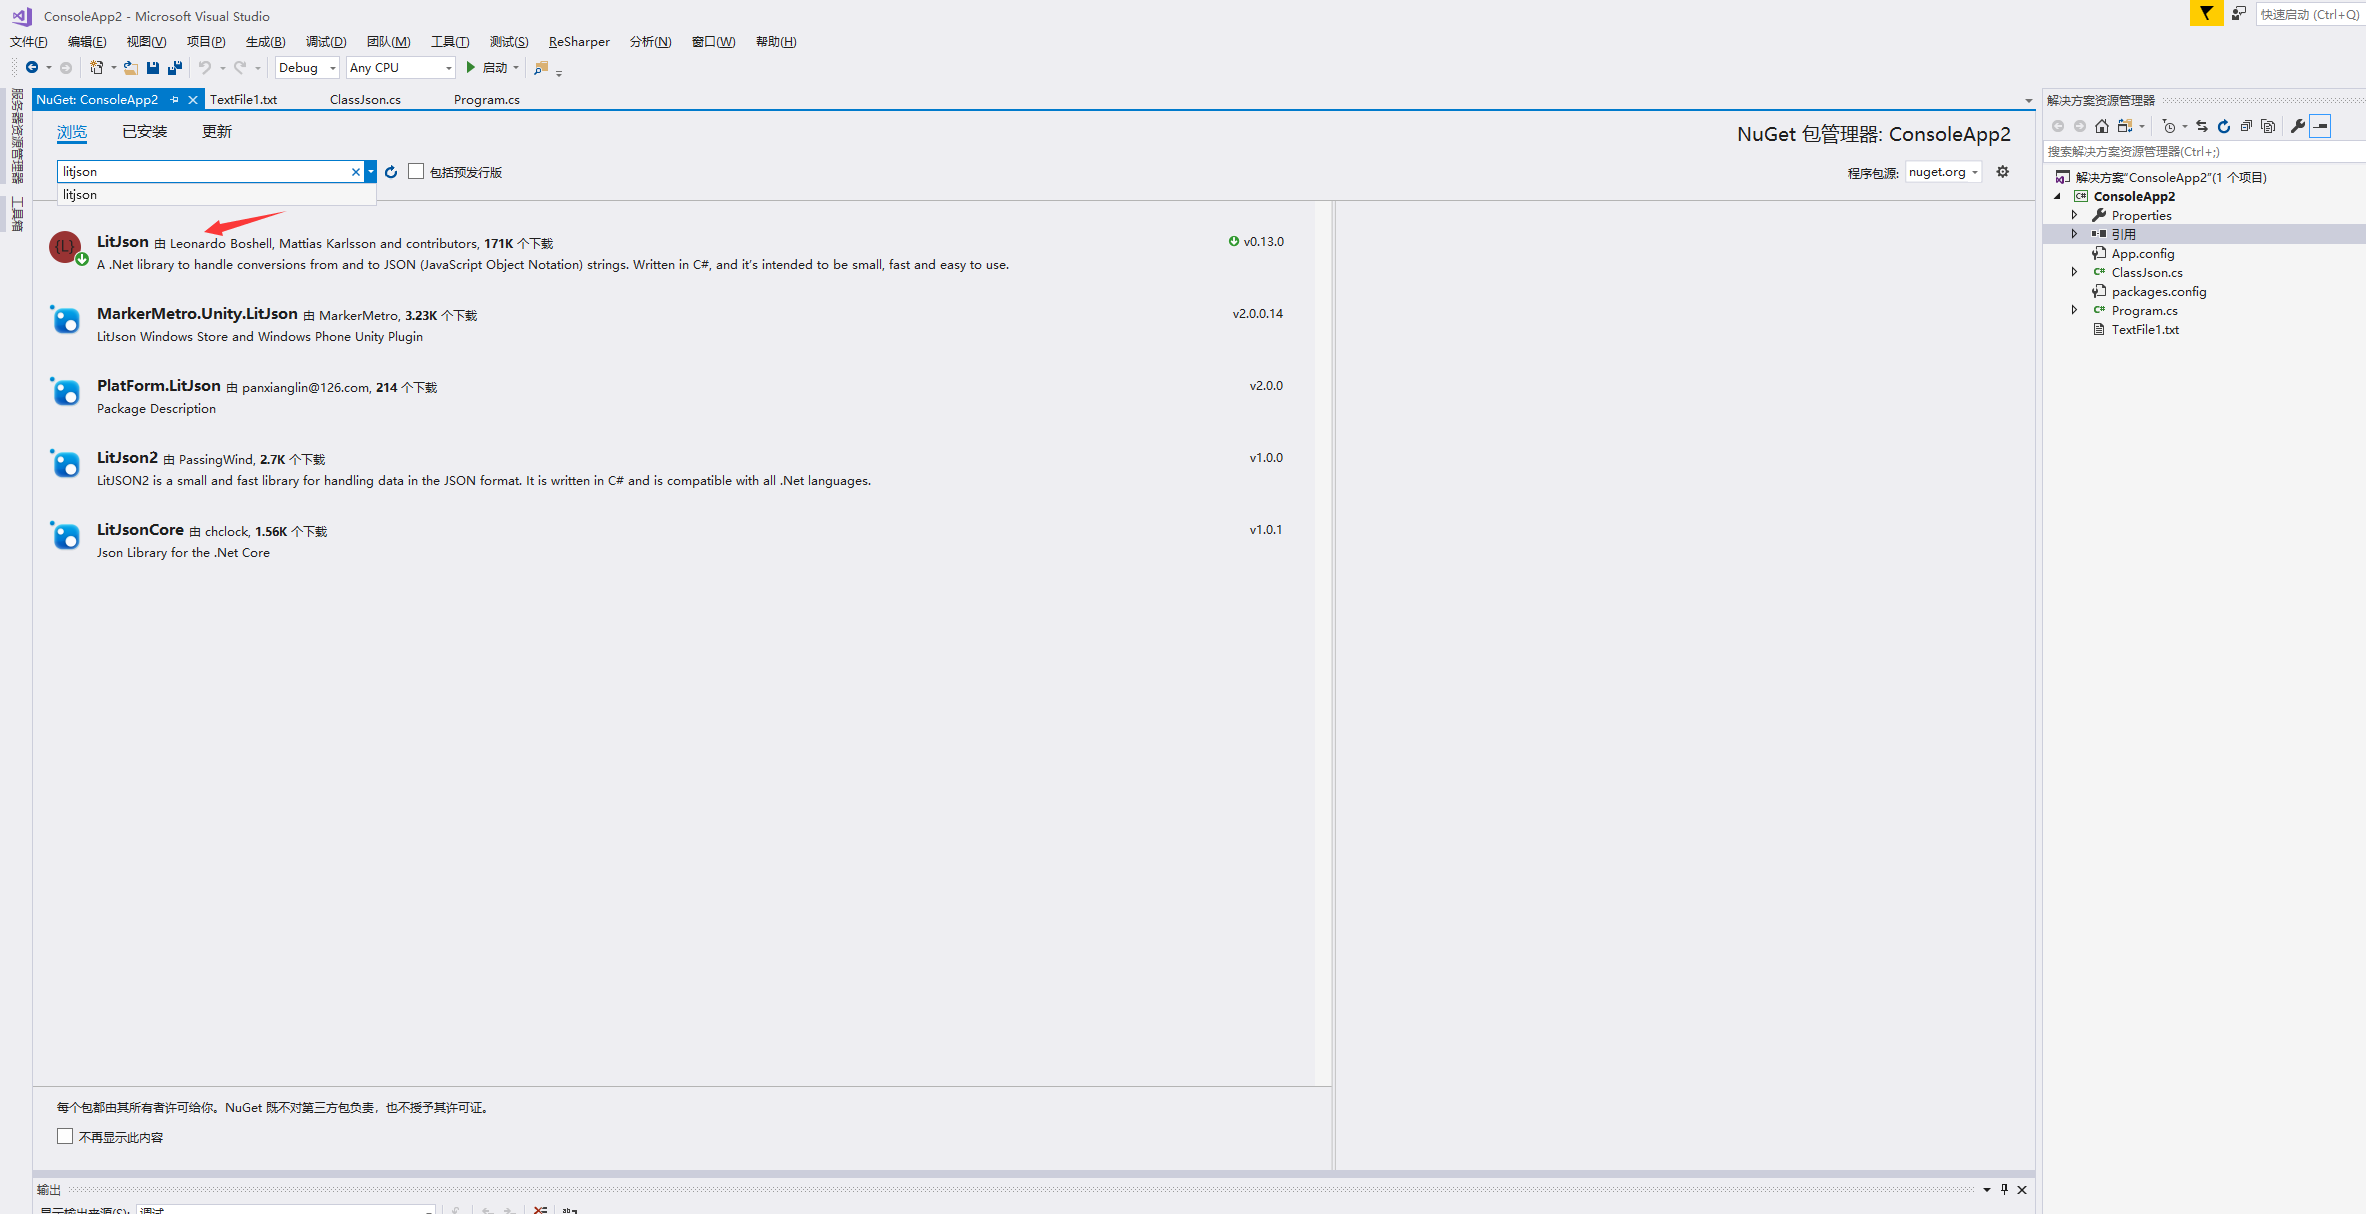 ConsoleApp2 - Microsoft Visual Studio
快速启动 (Ctrl+Q)
文件(F) 编辑(E) 视图(V) 项目(P) 生成(B) 调试(D) 团队(M) 工具(T) 测试(S) ReSharper 分析(N) 窗口(W) 帮助(H)
Debug Any CPU 启动
服务器资源管理器
工具箱
NuGet: ConsoleApp2 TextFile1.txt ClassJson.cs Program.cs
浏览 已安装 更新
NuGet 包管理器: ConsoleApp2
litjson
包括预发行版
程序包源: nuget.org
litjson
LitJson 由 Leonardo Boshell, Mattias Karlsson and contributors, 171K 个下载
v0.13.0
A .Net library to handle conversions from and to JSON (JavaScript Object Notation) strings. Written in C#, and it's intended to be small, fast and easy to use.
MarkerMetro.Unity.LitJson 由 MarkerMetro, 3.23K 个下载
v2.0.0.14
LitJson Windows Store and Windows Phone Unity Plugin
PlatForm.LitJson 由 panxianglin@126.com, 214 个下载
v2.0.0
Package Description
LitJson2 由 PassingWind, 2.7K 个下载
v1.0.0
LitJSON2 is a small and fast library for handling data in the JSON format. It is written in C# and is compatible with all .Net languages.
LitJsonCore 由 chclock, 1.56K 个下载
v1.0.1
Json Library for the .Net Core
每个包都由其所有者许可给你。NuGet 既不对第三方包负责，也不授予其许可证。
不再显示此内容
输出
显示输出来源(S): 调试
解决方案资源管理器
搜索解决方案资源管理器(Ctrl+;)
解决方案"ConsoleApp2"(1 个项目)
C# ConsoleApp2
Properties
引用
App.config
C# ClassJson.cs
packages.config
C# Program.cs
TextFile1.txt